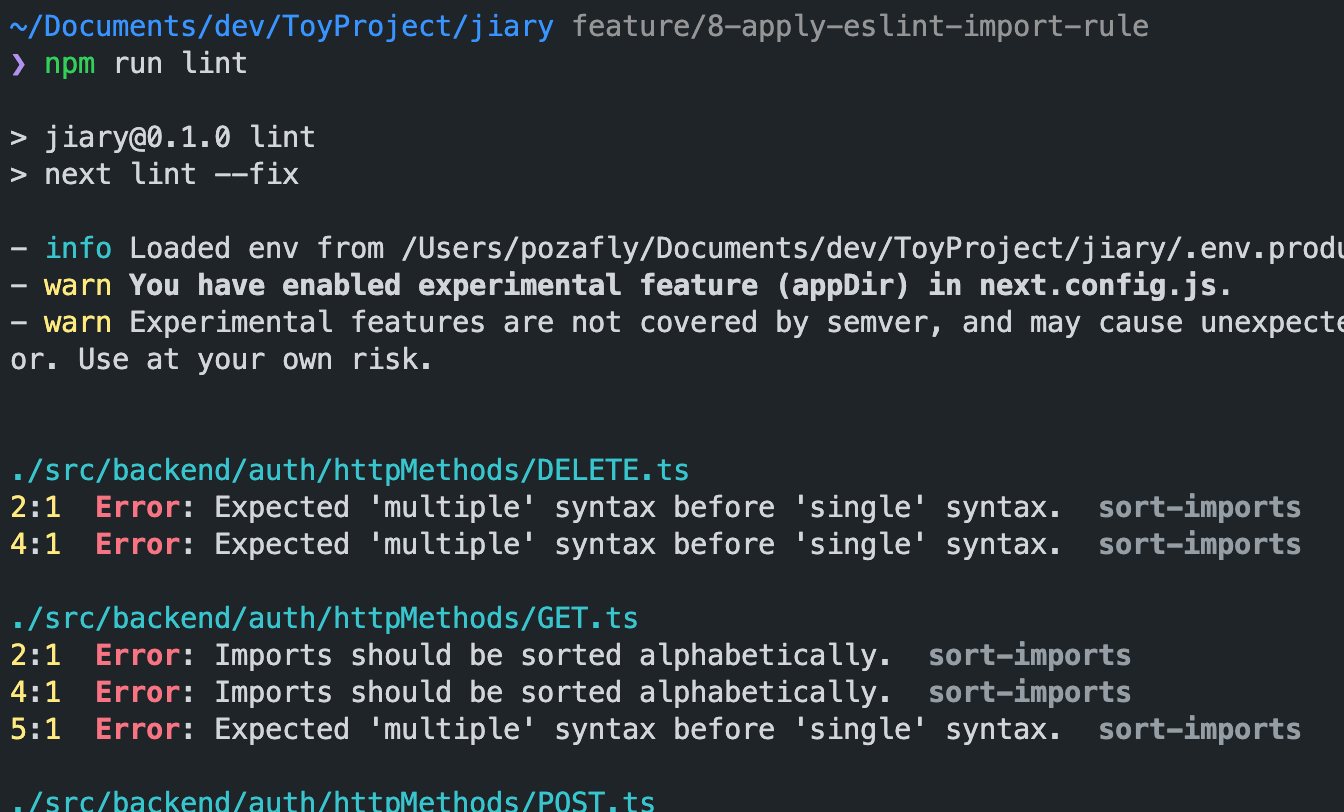 ~/Documents/dev/ToyProject/jiary feature/8-apply-eslint-import-rule
❯ npm run lint
> jiary@0.1.0 lint
> next lint --fix
- info Loaded env from /Users/pozafly/Documents/dev/ToyProject/jiary/.env.produ
- warn You have enabled experimental feature (appDir) in next.config.js.
- warn Experimental features are not covered by semver, and may cause unexpecte
or. Use at your own risk.
./src/backend/auth/httpMethods/DELETE.ts
2:1  Error: Expected 'multiple' syntax before 'single' syntax.  sort-imports
4:1  Error: Expected 'multiple' syntax before 'single' syntax.  sort-imports
./src/backend/auth/httpMethods/GET.ts
2:1  Error: Imports should be sorted alphabetically.  sort-imports
4:1  Error: Imports should be sorted alphabetically.  sort-imports
5:1  Error: Expected 'multiple' syntax before 'single' syntax.  sort-imports
./src/backend/auth/httpMethods/POST.ts